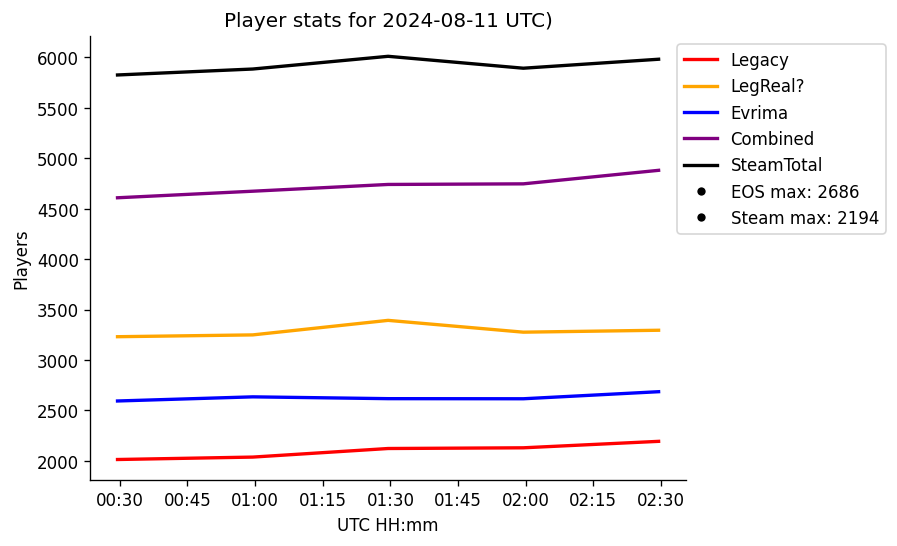 Player stats for 2024-08-11 UTC)
Players
6000
5500
5000
4500
4000
3500
3000
2500
2000
00:30 00:45 01:00 01:15 01:30 01:45 02:00 02:15 02:30
UTC HH:mm
Legacy
LegReal?
Evrima
Combined
SteamTotal
EOS max: 2686
Steam max: 2194